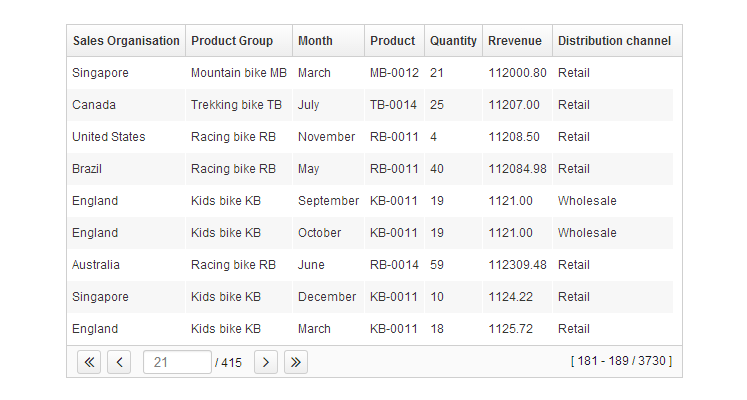 Sales Organisation Product Group Month Product Quantity Rrevenue Distribution channel
Singapore Mountain bike MB March MB-0012 21 112000.80 Retail
Canada Trekking bike TB July TB-0014 25 11207.00 Retail
United States Racing bike RB November RB-0011 4 11208.50 Retail
Brazil Racing bike RB May RB-0011 40 112084.98 Retail
England Kids bike KB September KB-0011 19 1121.00 Wholesale
England Kids bike KB October KB-0011 19 1121.00 Wholesale
Australia Racing bike RB June RB-0014 59 112309.48 Retail
Singapore Kids bike KB December KB-0011 10 1124.22 Retail
England Kids bike KB March KB-0011 18 1125.72 Retail
21 / 415 [ 181 - 189 / 3730 ]